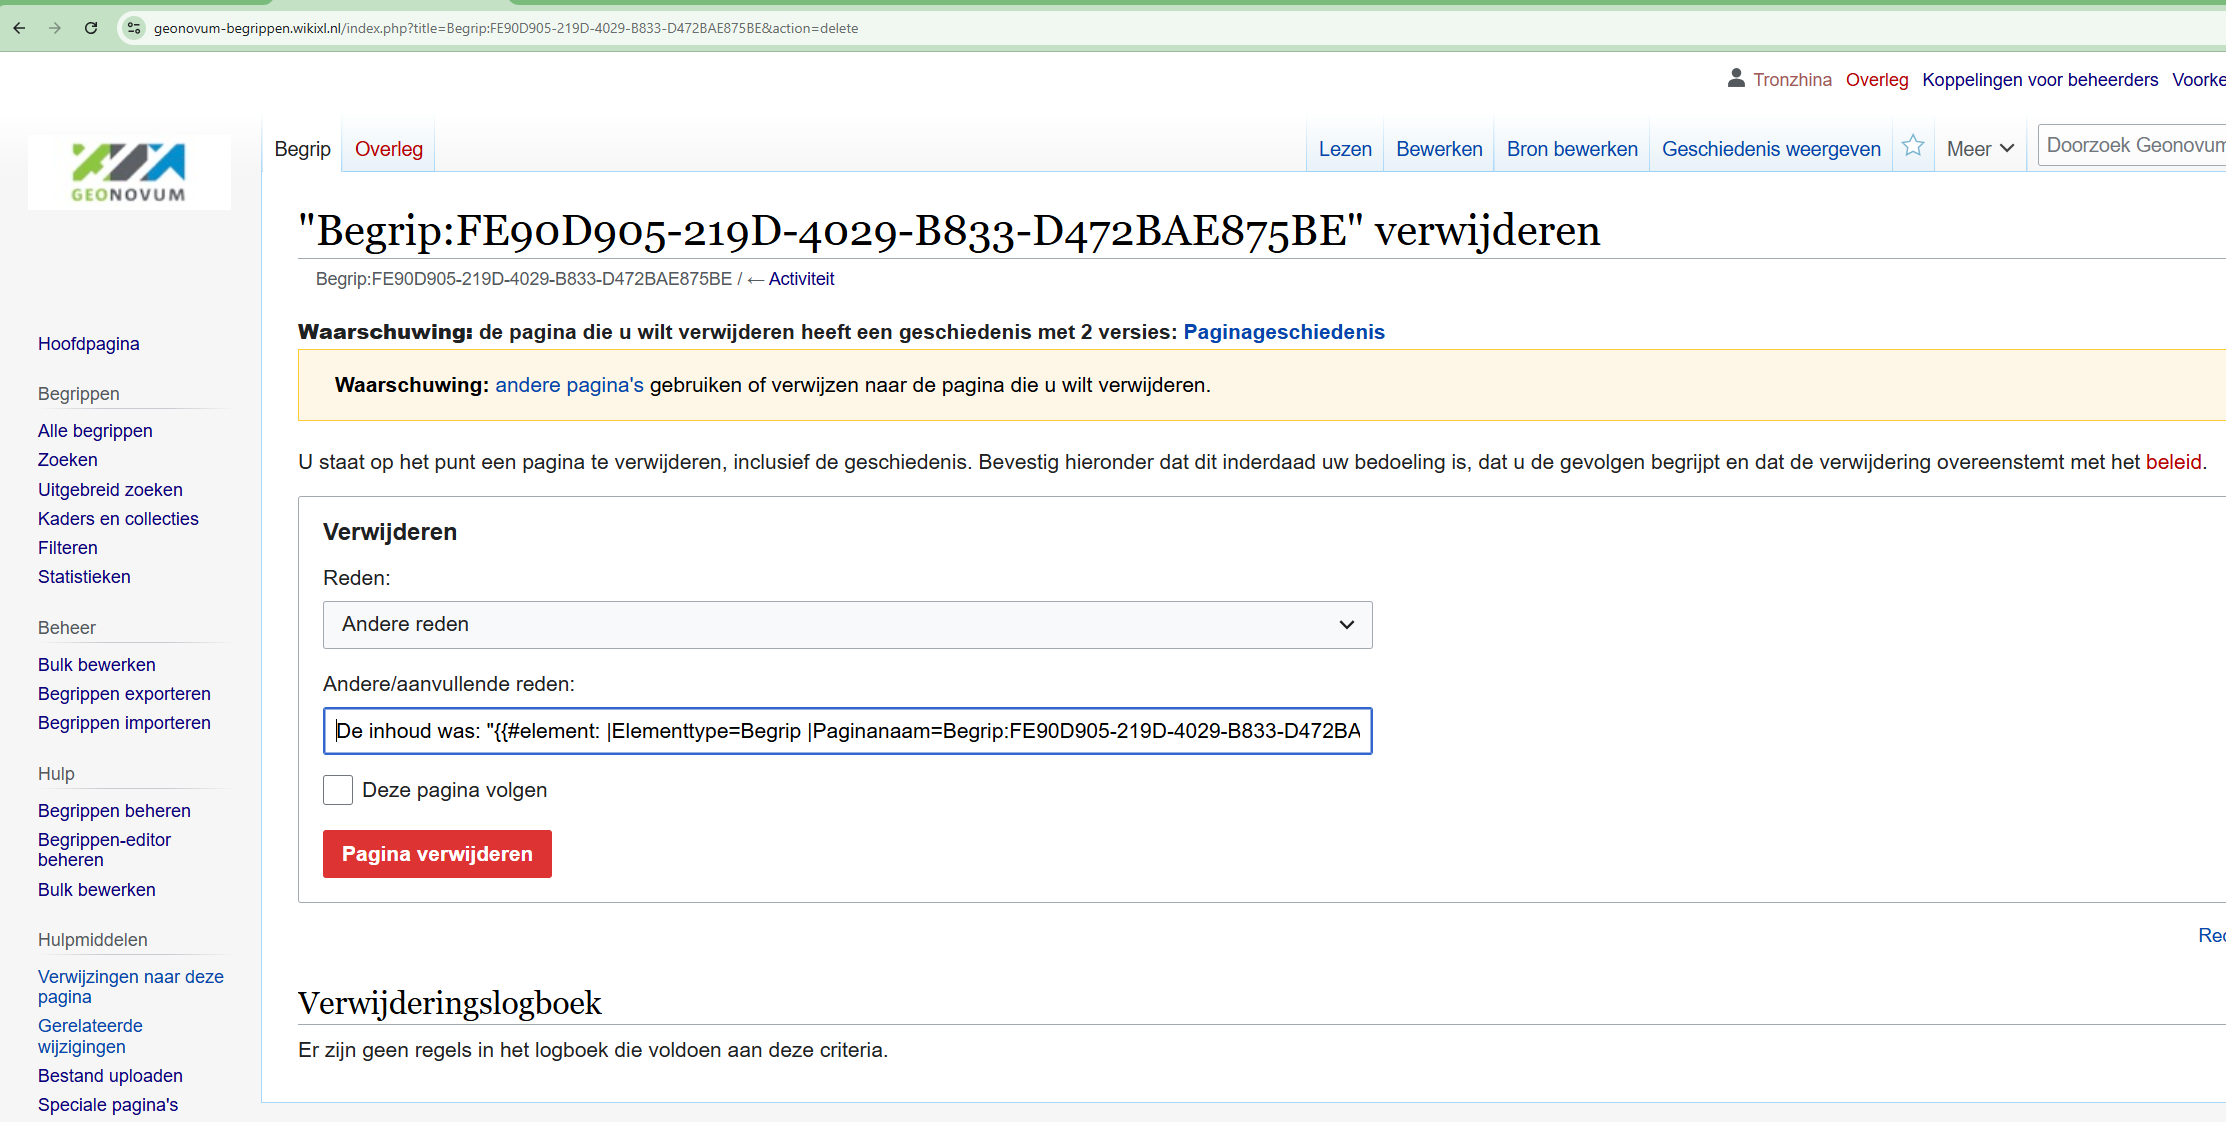 geonovum-begrippen.wikixl.nl/index.php?title=Begrip:FE90D905-219D-4029-B833-D472BAE875BE&action=delete
Tronzhina Overleg Koppelingen voor beheerders Voorke
GEONOVUM
Begrip Overleg Lezen Bewerken Bron bewerken Geschiedenis weergeven Meer Doorzoek Geonovum
"Begrip:FE90D905-219D-4029-B833-D472BAE875BE" verwijderen
Begrip:FE90D905-219D-4029-B833-D472BAE875BE / ← Activiteit
Waarschuwing: de pagina die u wilt verwijderen heeft een geschiedenis met 2 versies: Paginageschiedenis
Waarschuwing: andere pagina's gebruiken of verwijzen naar de pagina die u wilt verwijderen.
U staat op het punt een pagina te verwijderen, inclusief de geschiedenis. Bevestig hieronder dat dit inderdaad uw bedoeling is, dat u de gevolgen begrijpt en dat de verwijdering overeenstemt met het beleid.
Verwijderen
Reden:
Andere reden
Andere/aanvullende reden:
De inhoud was: "{{#element: |Elementtype=Begrip |Paginanaam=Begrip:FE90D905-219D-4029-B833-D472BA
Deze pagina volgen
Pagina verwijderen
Rec
Verwijderingslogboek
Er zijn geen regels in het logboek die voldoen aan deze criteria.
Hoofdpagina
Begrippen
Alle begrippen
Zoeken
Uitgebreid zoeken
Kaders en collecties
Filteren
Statistieken
Beheer
Bulk bewerken
Begrippen exporteren
Begrippen importeren
Hulp
Begrippen beheren
Begrippen-editor
beheren
Bulk bewerken
Hulpmiddelen
Verwijzingen naar deze
pagina
Gerelateerde
wijzigingen
Bestand uploaden
Speciale pagina's